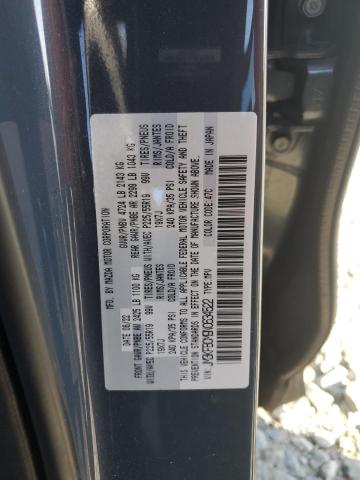 MFD. BY MAZDA MOTOR CORPORATION
DATE: 06/22 GVWR/PNBV 4724 LB 2143 KG
FRONT GAWR/PNBE AV 2425 LB 1100 KG REAR GAWR/PNBE AR 2299 LB 1043 KG
WITH/AVEC P225/55R19 99V TIRES/PNEUS WITH/AVEC P225/55R19 99V TIRES/PNEUS
19X7J RIMS/JANTES 19X7J RIMS/JANTES
240 KPA/35 PSI COLD/A FROID 240 KPA/35 PSI COLD/A FROID
THIS VEHICLE CONFORMS TO ALL APPLICABLE FEDERAL MOTOR VEHICLE SAFETY AND THEFT
PREVENTION STANDARDS IN EFFECT ON THE DATE OF MANUFACTURE SHOWN ABOVE.
MADE IN JAPAN
TYPE: MPV COLOR CODE: 47C